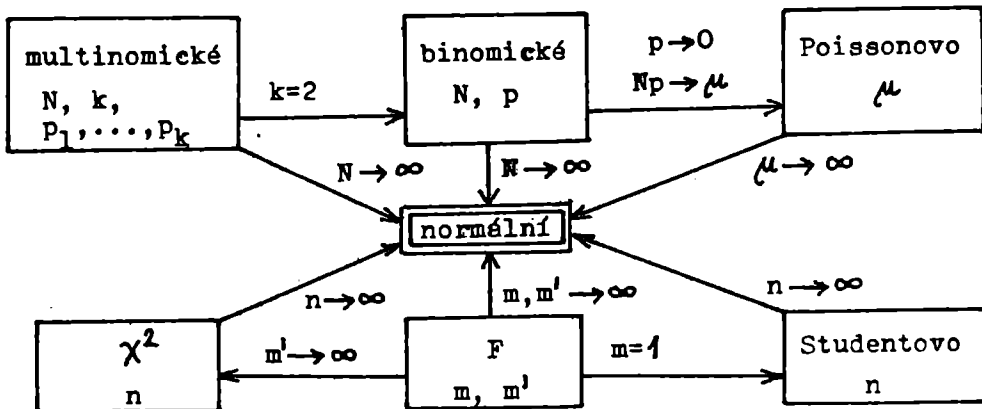 multinomické
N, k,
p₁,...,pₖ
k=2
binomické
N, p
p→0
Np→μ
Poissonovo
μ
N→∞
N→∞
μ→∞
normální
n→∞
m,m'→∞
n→∞
χ²
n
m'→∞
F
m, m'
m=1
Studentovo
n